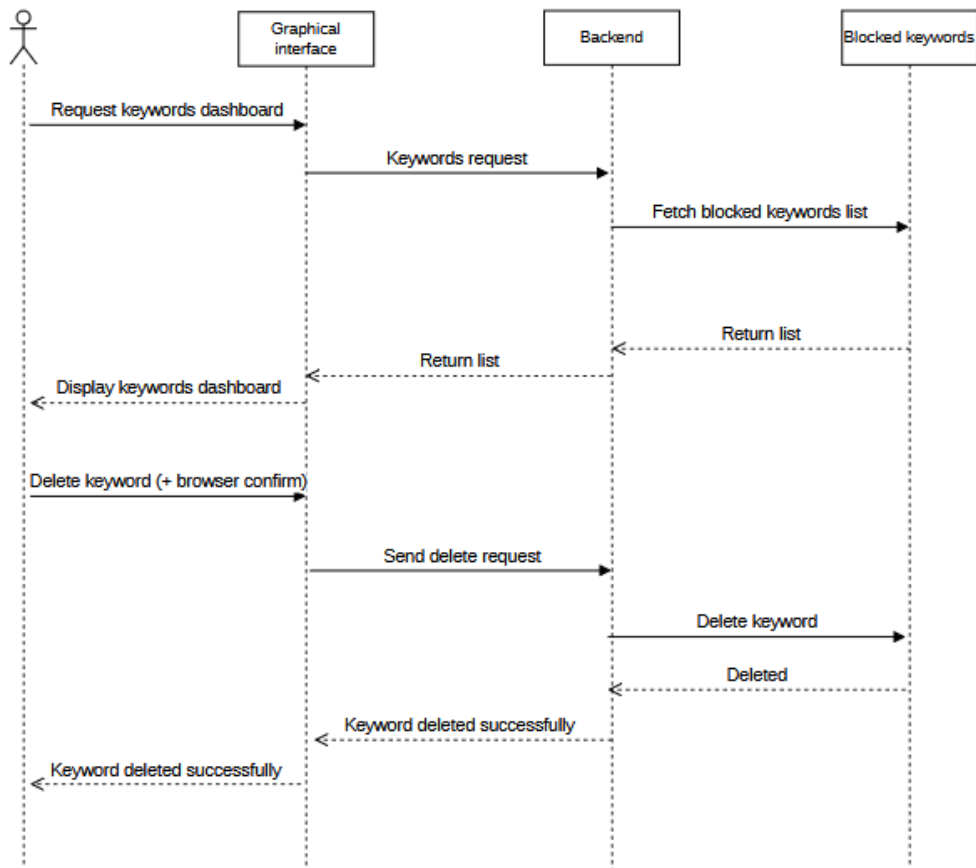 Graphical
interface
Backend
Blocked keywords
Request keywords dashboard
Keywords request
Fetch blocked keywords list
Return list
Return list
Display keywords dashboard
Delete keyword (+ browser confirm)
Send delete request
Delete keyword
Deleted
Keyword deleted successfully
Keyword deleted successfully